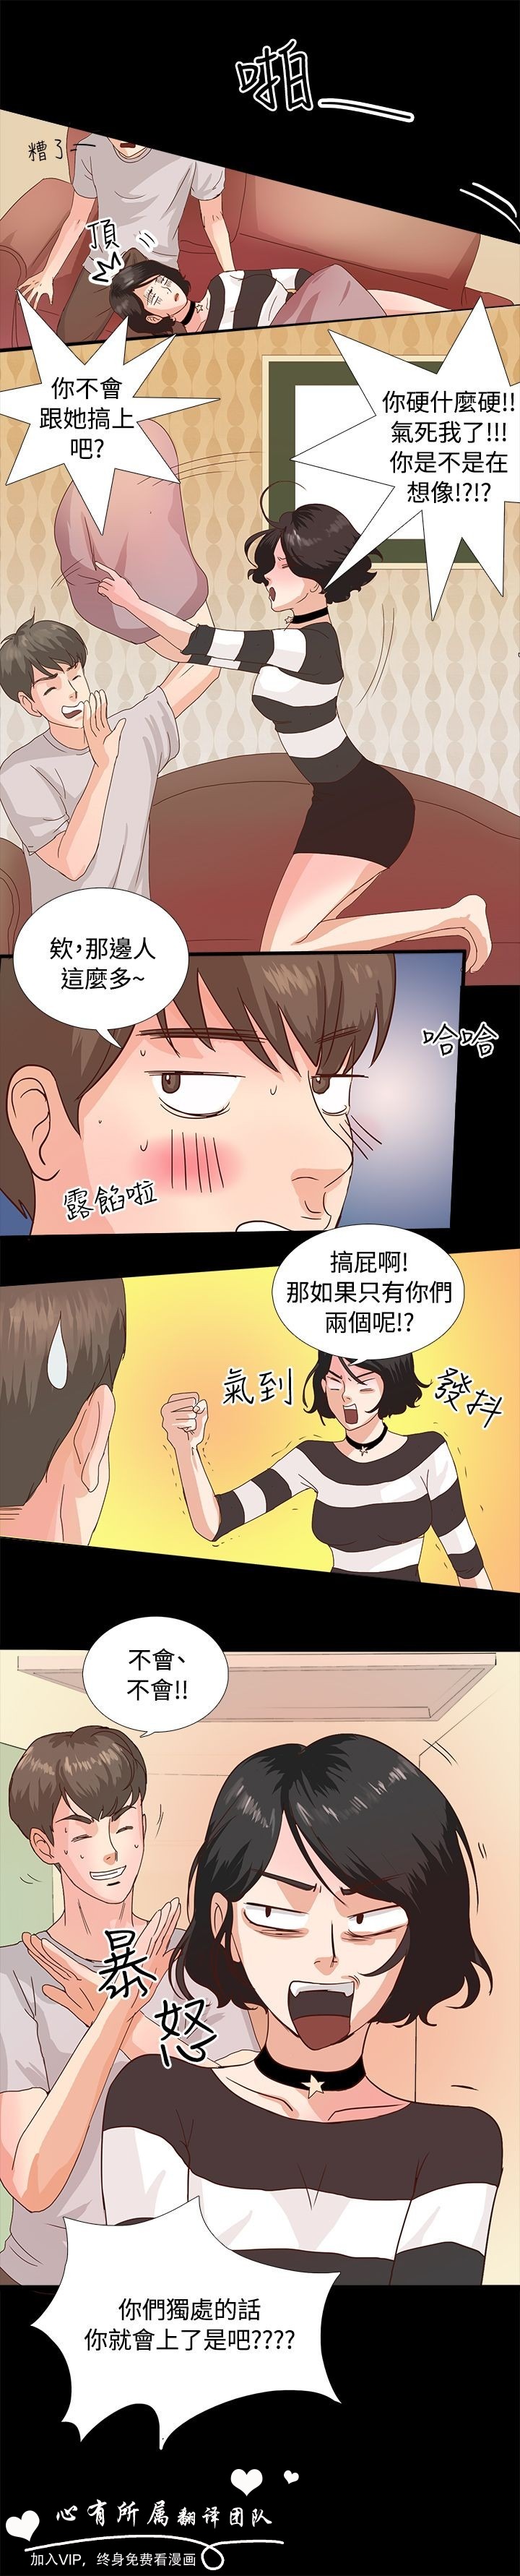 啪
糟了
頂
你硬什麼硬!!
氣死我了!!!
你是不是在
想像!?!?
你不會
跟她搞上
吧?
欸,那邊人
這麼多~
哈哈
露餡啦
搞屁啊!
那如果只有你們
兩個呢!?
氣到
發抖
不會、
不會!!
暴
怒
你們獨處的話
你就會上了是吧????
心有所属翻译团队
加入VIP，终身免费看漫画